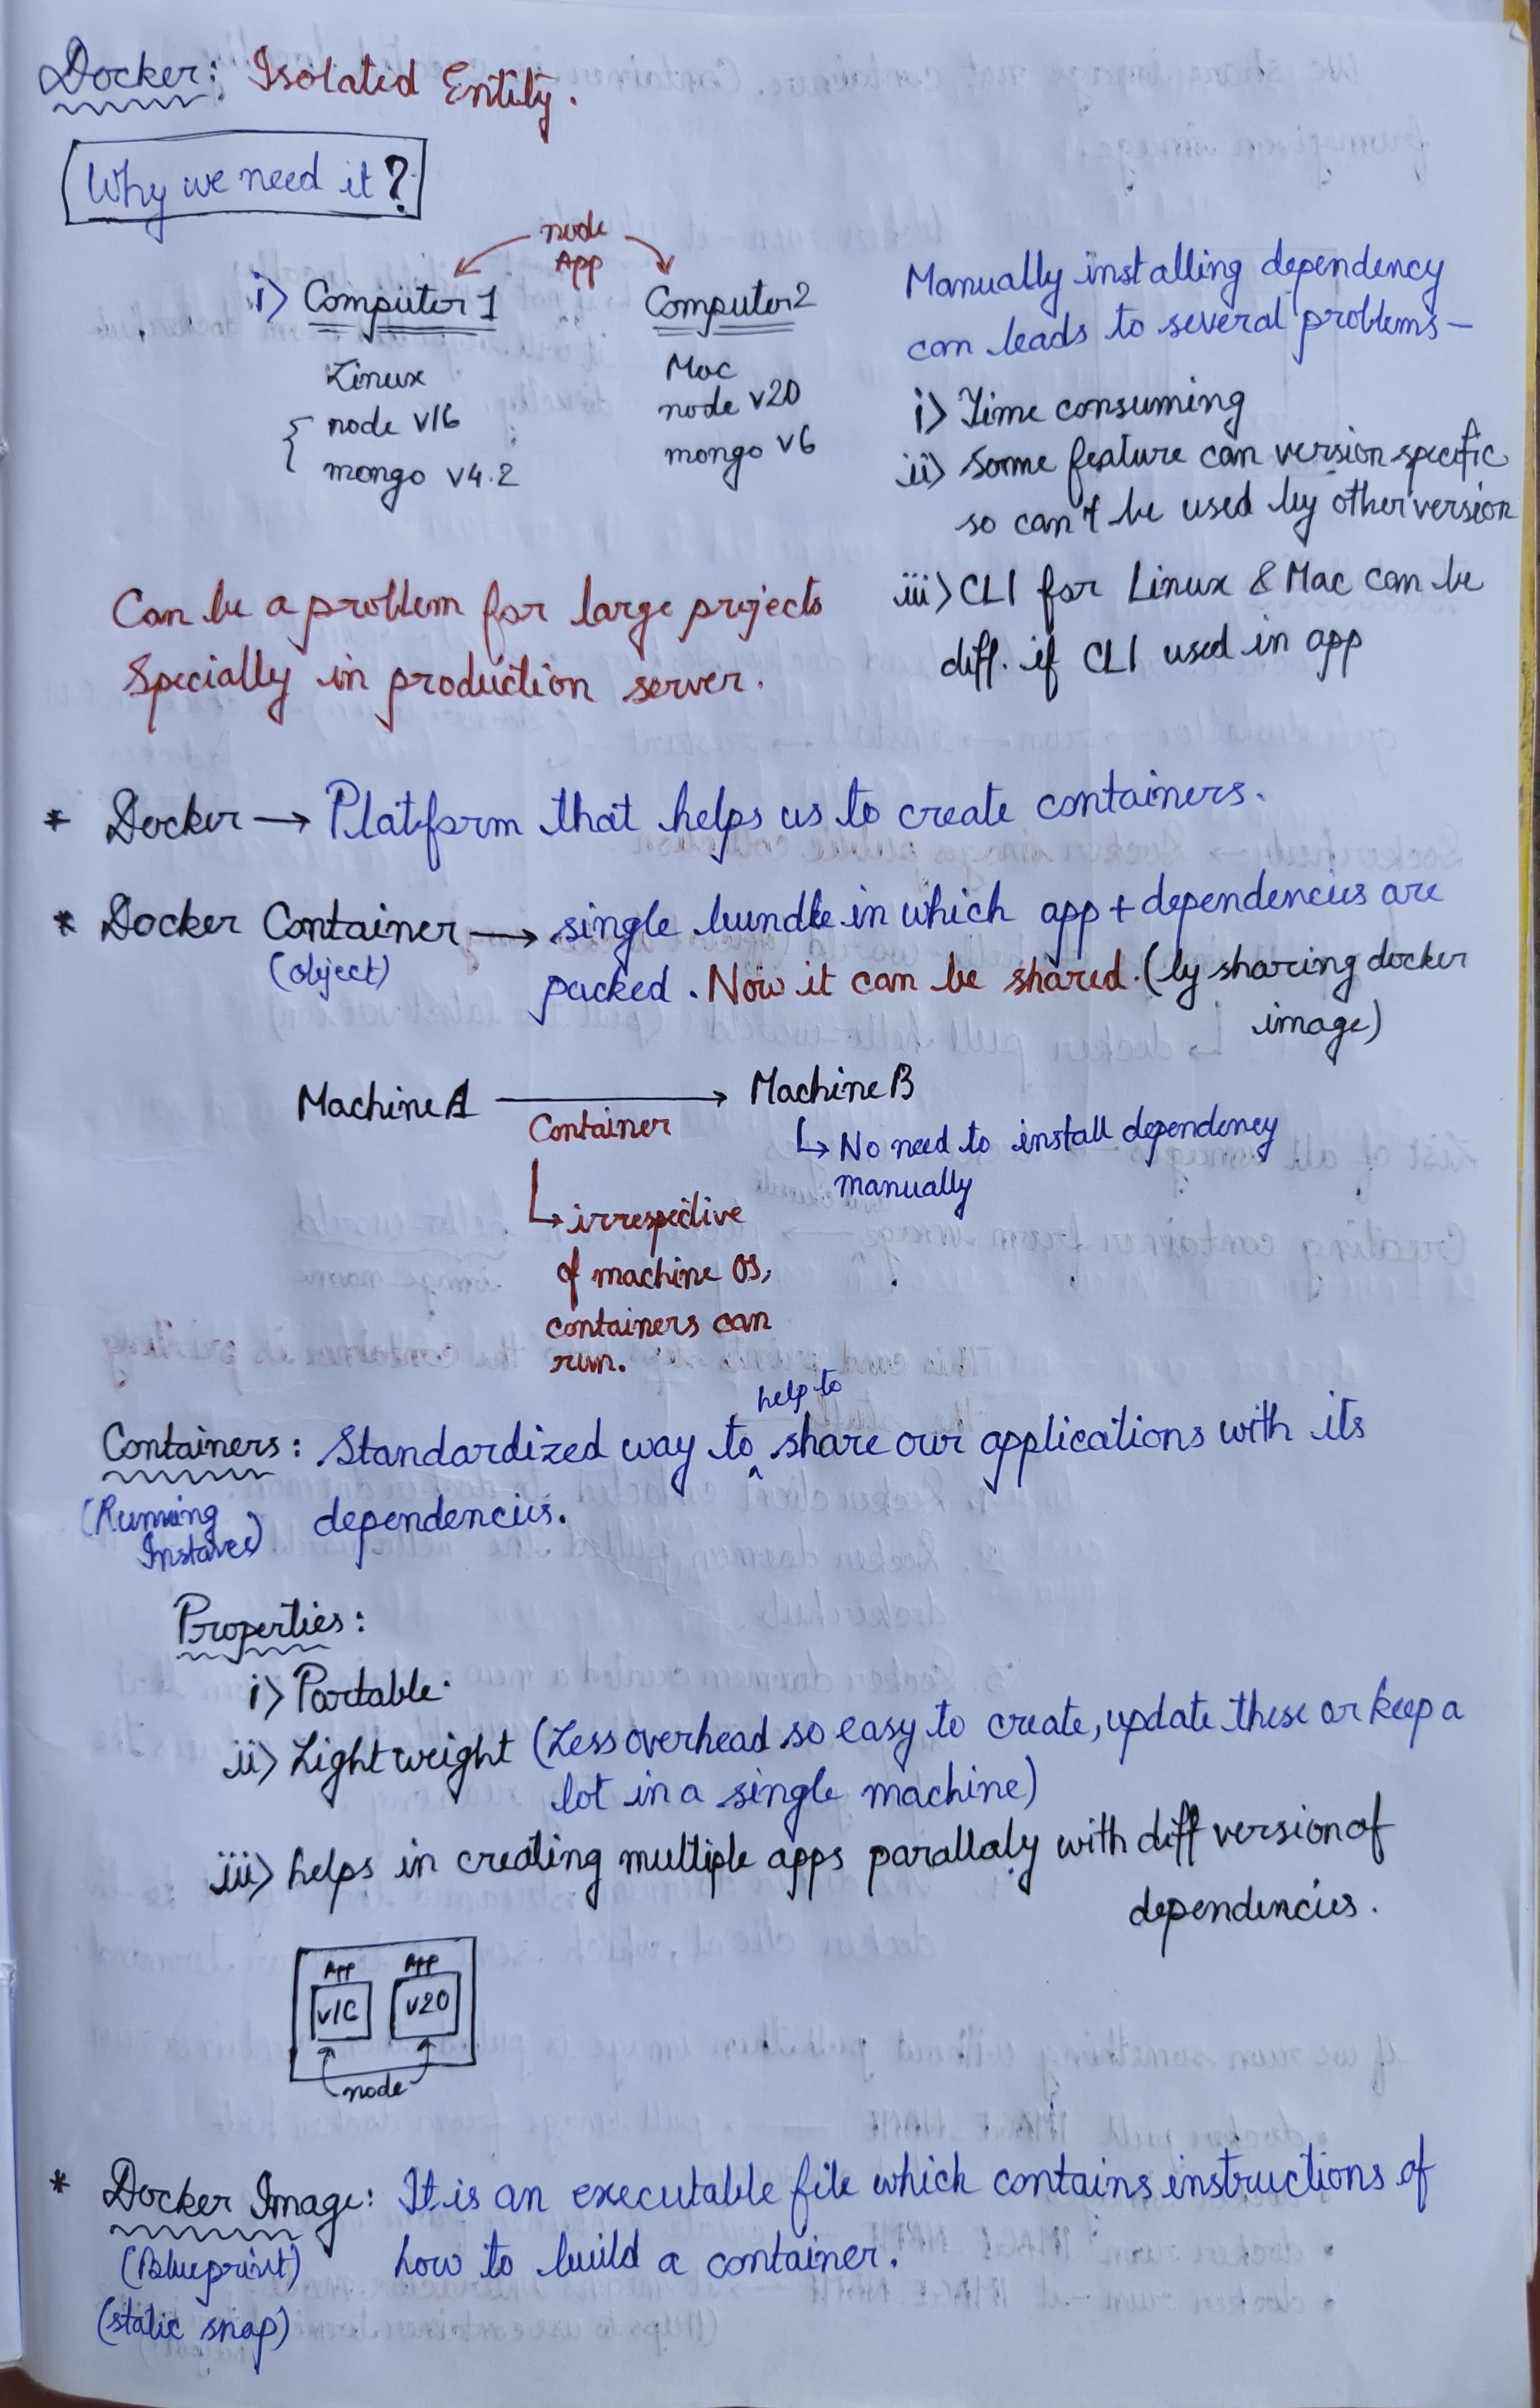 Docker: Isolated Entity.
Why we need it?
node
App
i) Computer 1
Computer 2
Linux
node v16
mongo v4.2
Mac
node v20
mongo v6
Can be a problem for large projects
Specially in production server.
Manually installing dependency
can leads to several problems -
i) Time consuming
ii) Some feature can version specific
so can't be used by other version
iii) CLI for Linux & Mac can be
diff. if CLI used in app
* Docker → Platform that helps us to create containers.
* Docker Container → single bundle in which app + dependencies are
(object)
packed. Now it can be shared. (by sharing docker
image)
Machine A → Machine B
Container
↳ No need to install dependency
manually
↳ irrespective
of machine OS,
containers can
run.
help to
Containers: Standardized way to ^ share our applications with its
(Running
Instance)
dependencies.
Properties:
i) Portable.
ii) Light weight (Less overhead so easy to create, update these or keep a
lot in a single machine)
iii) helps in creating multiple apps parallaly with diff version of
dependencies.
App App
v16 v20
node
* Docker Image: It is an executable file which contains instructions of
(Blueprint)
how to build a container.
(static snap)